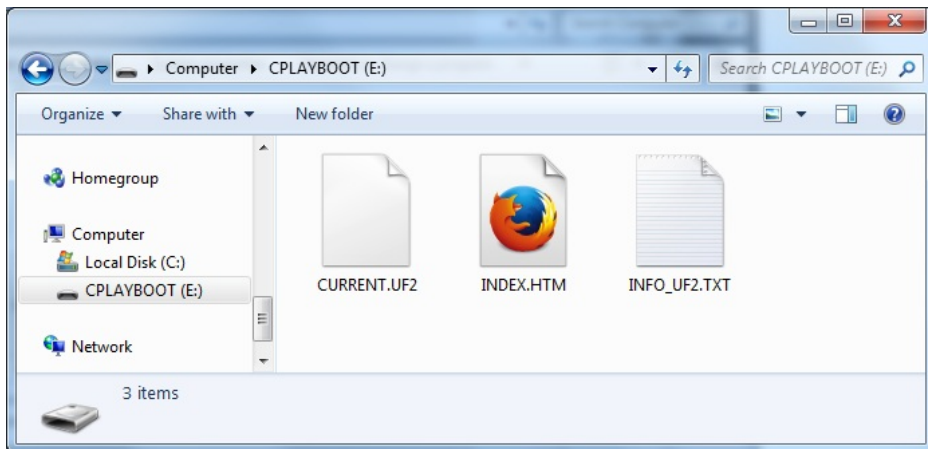 Computer ▸ CPLAYBOOT (E:)
Search CPLAYBOOT (E:)
Organize
Share with
New folder
Homegroup
Computer
Local Disk (C:)
CPLAYBOOT (E:)
Network
CURRENT.UF2
INDEX.HTM
INFO_UF2.TXT
3 items